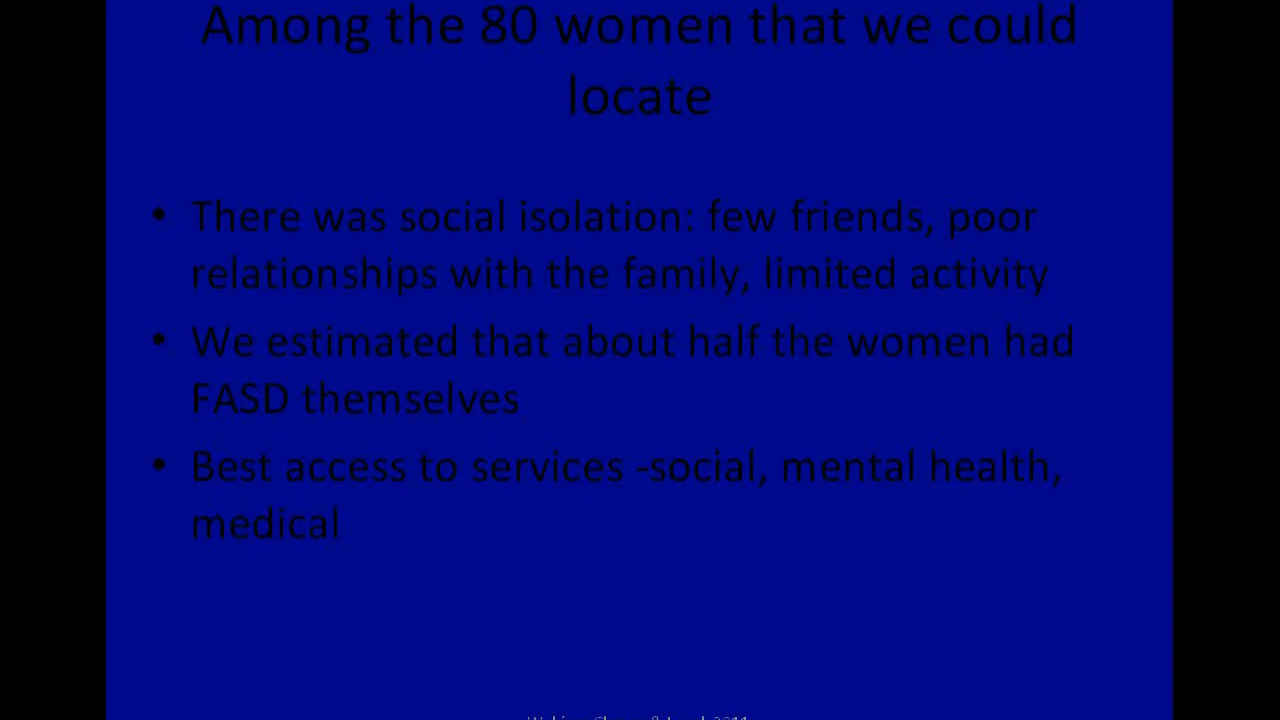 Among the 80 women that we could
locate
• There was social isolation: few friends, poor
relationships with the family, limited activity
• We estimated that about half the women had
FASD themselves
• Best access to services -social, mental health,
medical